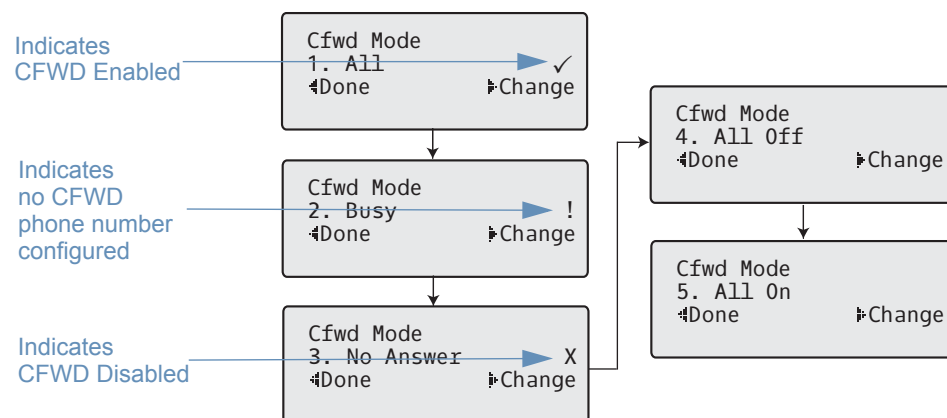 Indicates
CFWD Enabled
Cfwd Mode
1. All ✓
◀Done ▶Change
Indicates
no CFWD
phone number
configured
Cfwd Mode
2. Busy !
◀Done ▶Change
Indicates
CFWD Disabled
Cfwd Mode
3. No Answer X
◀Done ▶Change
Cfwd Mode
4. All Off
◀Done ▶Change
Cfwd Mode
5. All On
◀Done ▶Change